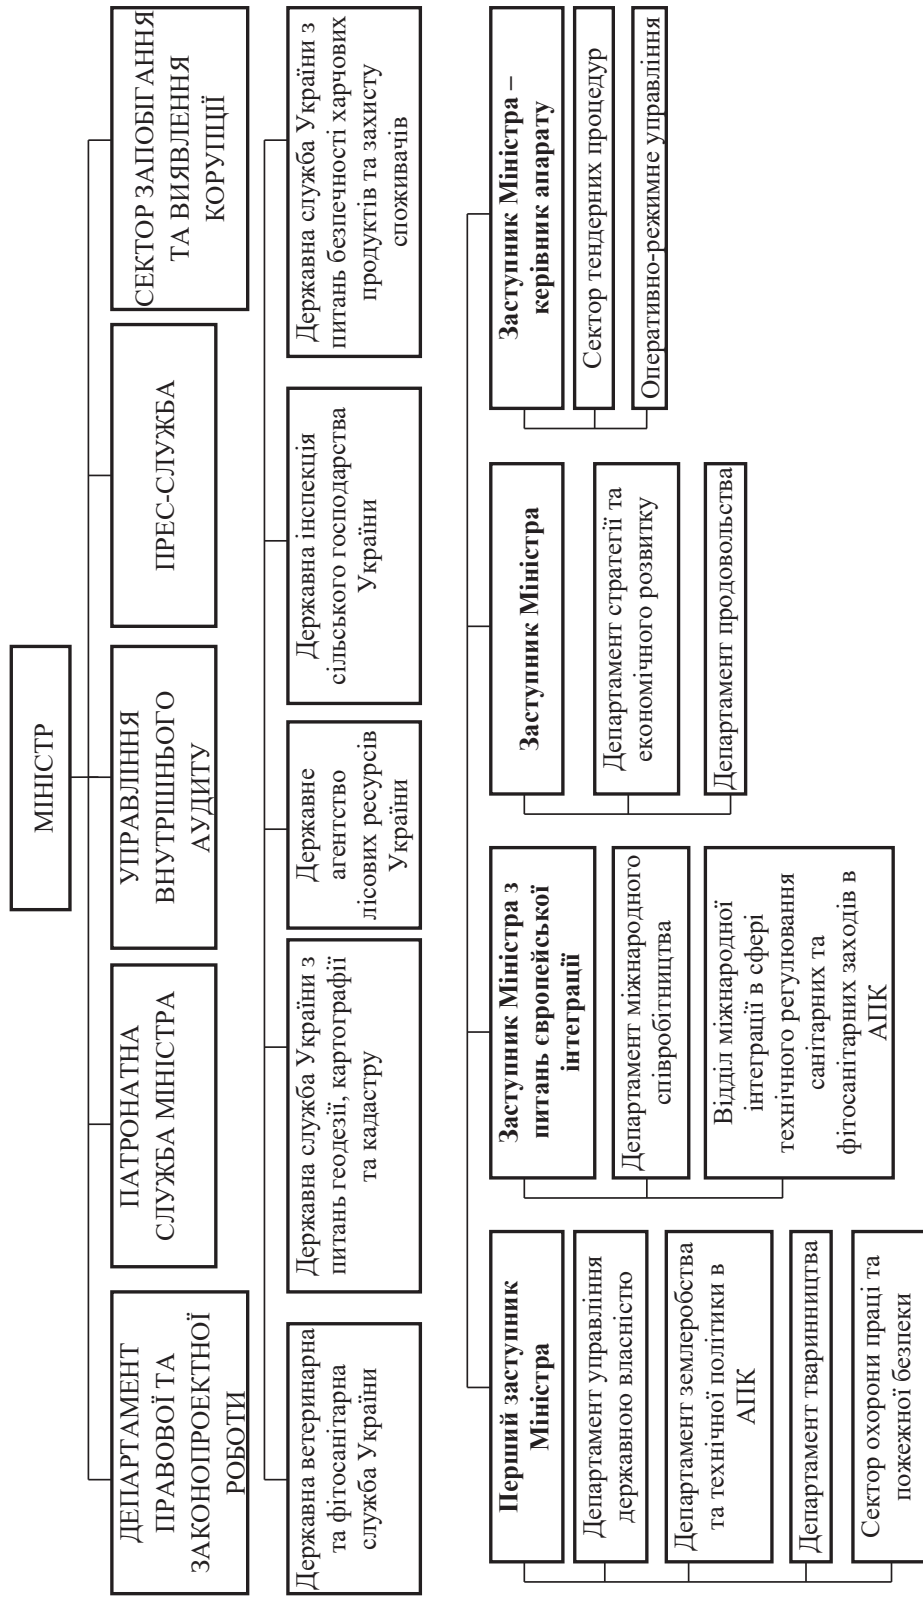 МІНІСТР
ДЕПАРТАМЕНТ
ПРАВОВОЇ ТА
ЗАКОНОПРОЕКТНОЇ
РОБОТИ
ПАТРОНАТНА
СЛУЖБА МІНІСТРА
УПРАВЛІННЯ
ВНУТРІШНЬОГО
АУДИТУ
ПРЕС-СЛУЖБА
СЕКТОР ЗАПОБІГАННЯ
ТА ВИЯВЛЕННЯ
КОРУПЦІЇ
Державна ветеринарна
та фітосанітарна
служба України
Державна служба України з
питань геодезії, картографії
та кадастру
Державне
агентство
лісових ресурсів
України
Державна інспекція
сільського господарства
України
Державна служба України з
питань безпечності харчових
продуктів та захисту
споживачів
Перший заступник
Міністра
Департамент управління
державною власністю
Департамент землеробства
та технічної політики в
АПК
Департамент тваринництва
Сектор охорони праці та
пожежної безпеки
Заступник Міністра з
питань європейської
інтеграції
Департамент міжнародного
співробітництва
Відділ міжнародної
інтеграції в сфері
технічного регулювання
санітарних та
фітосанітарних заходів в
АПК
Заступник Міністра
Департамент стратегії та
економічного розвитку
Департамент продовольства
Заступник Міністра –
керівник апарату
Сектор тендерних процедур
Оперативно-режимне управління